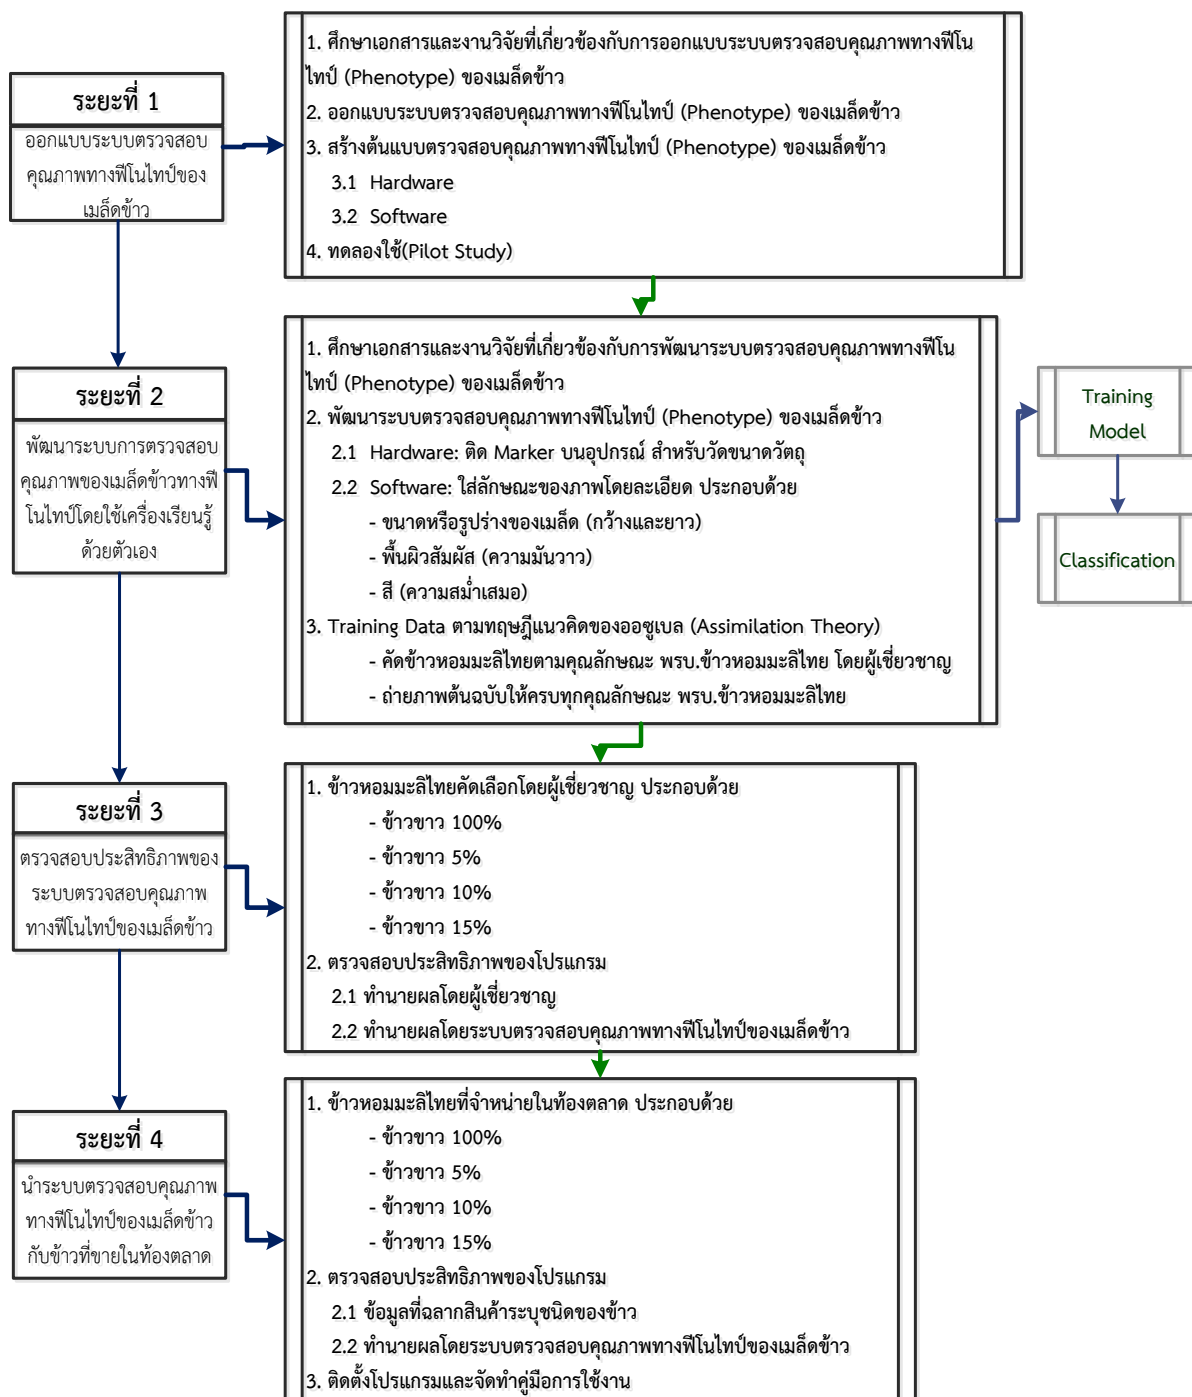 ระยะที่ 1
ออกแบบระบบตรวจสอบ
คุณภาพทางฟีโนไทป์ของ
เมล็ดข้าว
1. ศึกษาเอกสารและงานวิจัยที่เกี่ยวข้องกับการออกแบบระบบตรวจสอบคุณภาพทางฟีโน
ไทป์ (Phenotype) ของเมล็ดข้าว
2. ออกแบบระบบตรวจสอบคุณภาพทางฟีโนไทป์ (Phenotype) ของเมล็ดข้าว
3. สร้างต้นแบบตรวจสอบคุณภาพทางฟีโนไทป์ (Phenotype) ของเมล็ดข้าว
3.1 Hardware
3.2 Software
4. ทดลองใช้(Pilot Study)
ระยะที่ 2
พัฒนาระบบการตรวจสอบ
คุณภาพของเมล็ดข้าวทางฟี
โนไทป์โดยใช้เครื่องเรียนรู้
ด้วยตัวเอง
1. ศึกษาเอกสารและงานวิจัยที่เกี่ยวข้องกับการพัฒนาระบบตรวจสอบคุณภาพทางฟีโน
ไทป์ (Phenotype) ของเมล็ดข้าว
2. พัฒนาระบบตรวจสอบคุณภาพทางฟีโนไทป์ (Phenotype) ของเมล็ดข้าว
2.1 Hardware: ติด Marker บนอุปกรณ์ สำหรับวัดขนาดวัตถุ
2.2 Software: ใส่ลักษณะของภาพโดยละเอียด ประกอบด้วย
- ขนาดหรือรูปร่างของเมล็ด (กว้างและยาว)
- พื้นผิวสัมผัส (ความมันวาว)
- สี (ความสม่ำเสมอ)
3. Training Data ตามทฤษฎีแนวคิดของออซูเบล (Assimilation Theory)
- คัดข้าวหอมมะลิไทยตามคุณลักษณะ พรบ.ข้าวหอมมะลิไทย โดยผู้เชี่ยวชาญ
- ถ่ายภาพต้นฉบับให้ครบทุกคุณลักษณะ พรบ.ข้าวหอมมะลิไทย
Training
Model
Classification
ระยะที่ 3
ตรวจสอบประสิทธิภาพของ
ระบบตรวจสอบคุณภาพ
ทางฟีโนไทป์ของเมล็ดข้าว
1. ข้าวหอมมะลิไทยคัดเลือกโดยผู้เชี่ยวชาญ ประกอบด้วย
- ข้าวขาว 100%
- ข้าวขาว 5%
- ข้าวขาว 10%
- ข้าวขาว 15%
2. ตรวจสอบประสิทธิภาพของโปรแกรม
2.1 ทำนายผลโดยผู้เชี่ยวชาญ
2.2 ทำนายผลโดยระบบตรวจสอบคุณภาพทางฟีโนไทป์ของเมล็ดข้าว
ระยะที่ 4
นำระบบตรวจสอบคุณภาพ
ทางฟีโนไทป์ของเมล็ดข้าว
กับข้าวที่ขายในท้องตลาด
1. ข้าวหอมมะลิไทยที่จำหน่ายในท้องตลาด ประกอบด้วย
- ข้าวขาว 100%
- ข้าวขาว 5%
- ข้าวขาว 10%
- ข้าวขาว 15%
2. ตรวจสอบประสิทธิภาพของโปรแกรม
2.1 ข้อมูลที่ฉลากสินค้าระบุชนิดของข้าว
2.2 ทำนายผลโดยระบบตรวจสอบคุณภาพทางฟีโนไทป์ของเมล็ดข้าว
3. ติดตั้งโปรแกรมและจัดทำคู่มือการใช้งาน